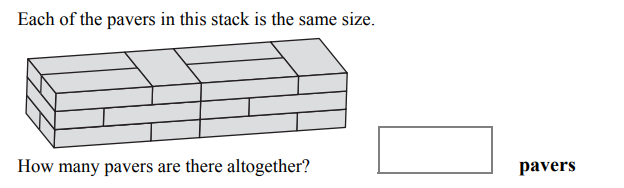 Each of the pavers in this stack is the same size.
How many pavers are there altogether?
pavers